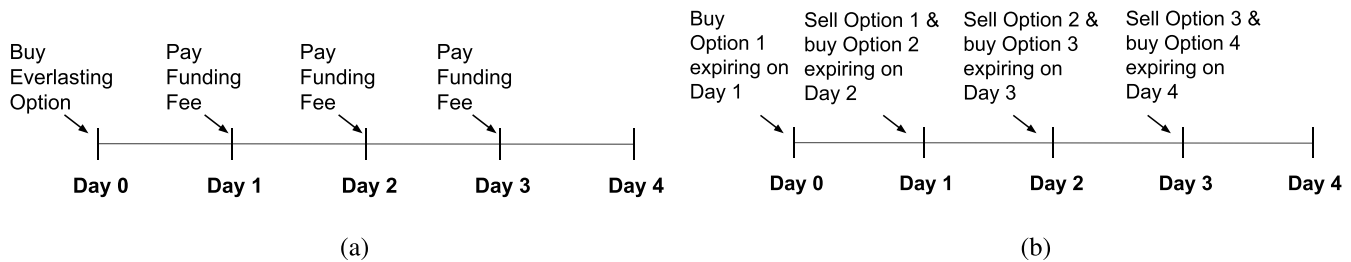 Buy
Everlasting
Option
Pay
Funding
Fee
Pay
Funding
Fee
Pay
Funding
Fee
Day 0
Day 1
Day 2
Day 3
Day 4
(a)
Buy
Option 1
expiring on
Day 1
Sell Option 1 &
buy Option 2
expiring on
Day 2
Sell Option 2 &
buy Option 3
expiring on
Day 3
Sell Option 3 &
buy Option 4
expiring on
Day 4
Day 0
Day 1
Day 2
Day 3
Day 4
(b)